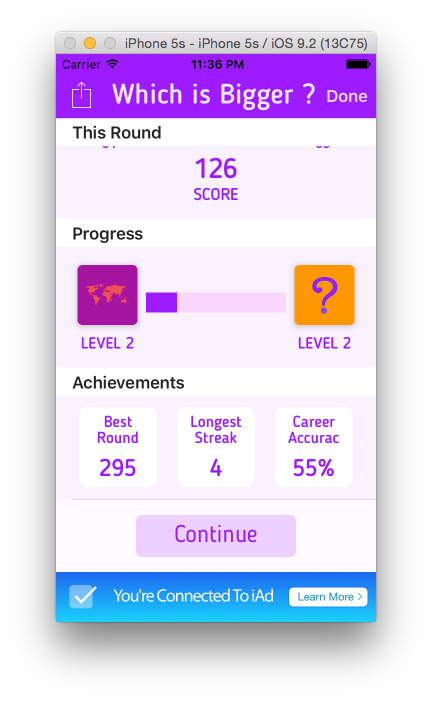 iPhone 5s - iPhone 5s / iOS 9.2 (13C75)
Carrier 11:36 PM
Which is Bigger ? Done
This Round
126
SCORE
Progress
?
LEVEL 2 LEVEL 2
Achievements
Best Longest Career
Round Streak Accurac
295 4 55%
Continue
You're Connected To iAd Learn More >